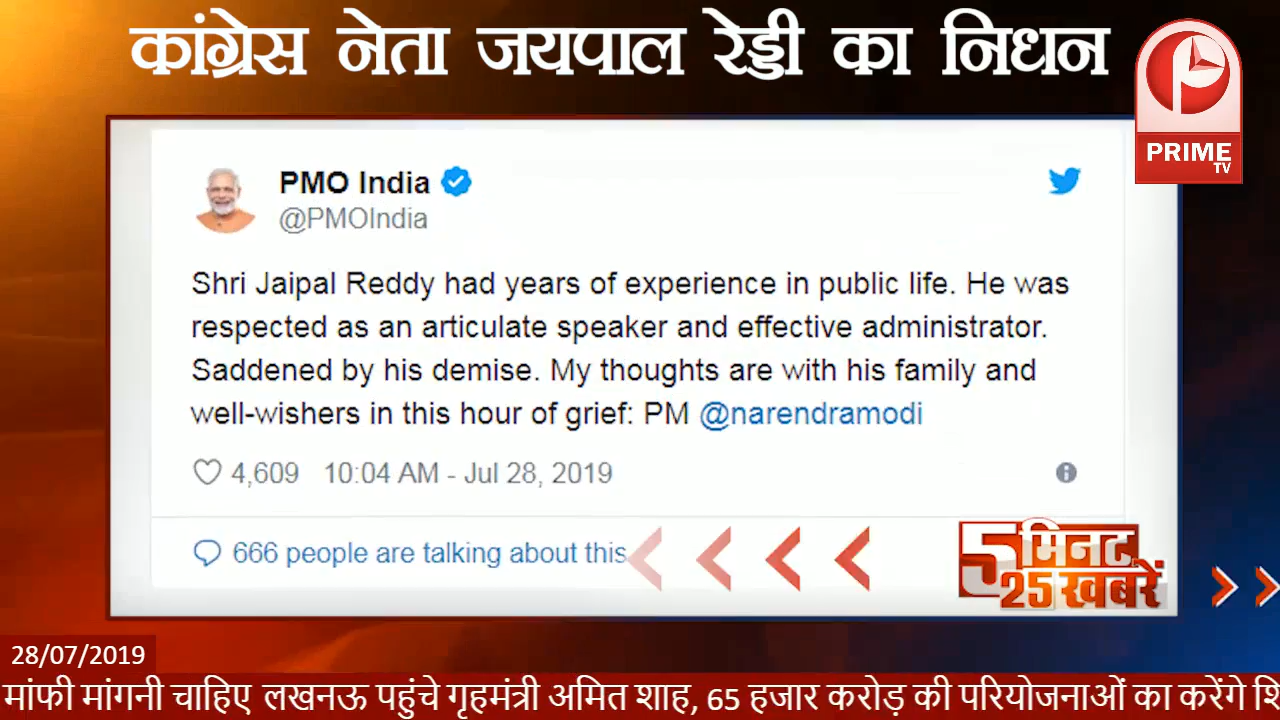 कांग्रेस नेता जयपाल रेड्डी का निधन
PRIME
TV
PMO India
@PMOIndia
Shri Jaipal Reddy had years of experience in public life. He was
respected as an articulate speaker and effective administrator.
Saddened by his demise. My thoughts are with his family and
well-wishers in this hour of grief: PM @narendramodi
4,609 10:04 AM - Jul 28, 2019
666 people are talking about this
5 मिनट
25 खबरें
28/07/2019
मांफी मांगनी चाहिए लखनऊ पहुंचे गृहमंत्री अमित शाह, 65 हजार करोड़ की परियोजनाओं का करेंगे शि